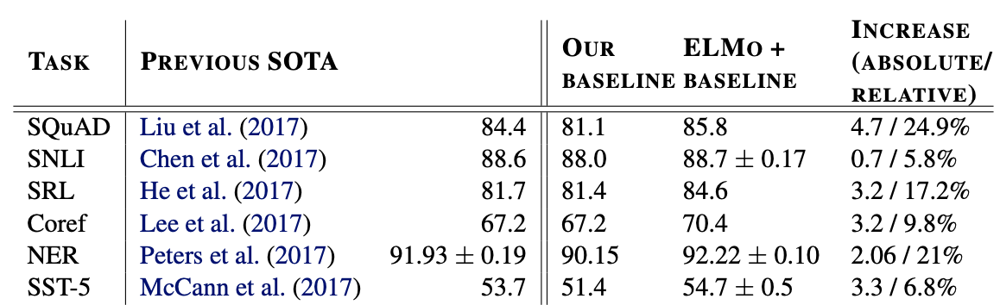 TASK PREVIOUS SOTA OUR BASELINE ELMO + BASELINE INCREASE (ABSOLUTE/ RELATIVE)
SQuAD Liu et al. (2017) 84.4 81.1 85.8 4.7 / 24.9%
SNLI Chen et al. (2017) 88.6 88.0 88.7 ± 0.17 0.7 / 5.8%
SRL He et al. (2017) 81.7 81.4 84.6 3.2 / 17.2%
Coref Lee et al. (2017) 67.2 67.2 70.4 3.2 / 9.8%
NER Peters et al. (2017) 91.93 ± 0.19 90.15 92.22 ± 0.10 2.06 / 21%
SST-5 McCann et al. (2017) 53.7 51.4 54.7 ± 0.5 3.3 / 6.8%